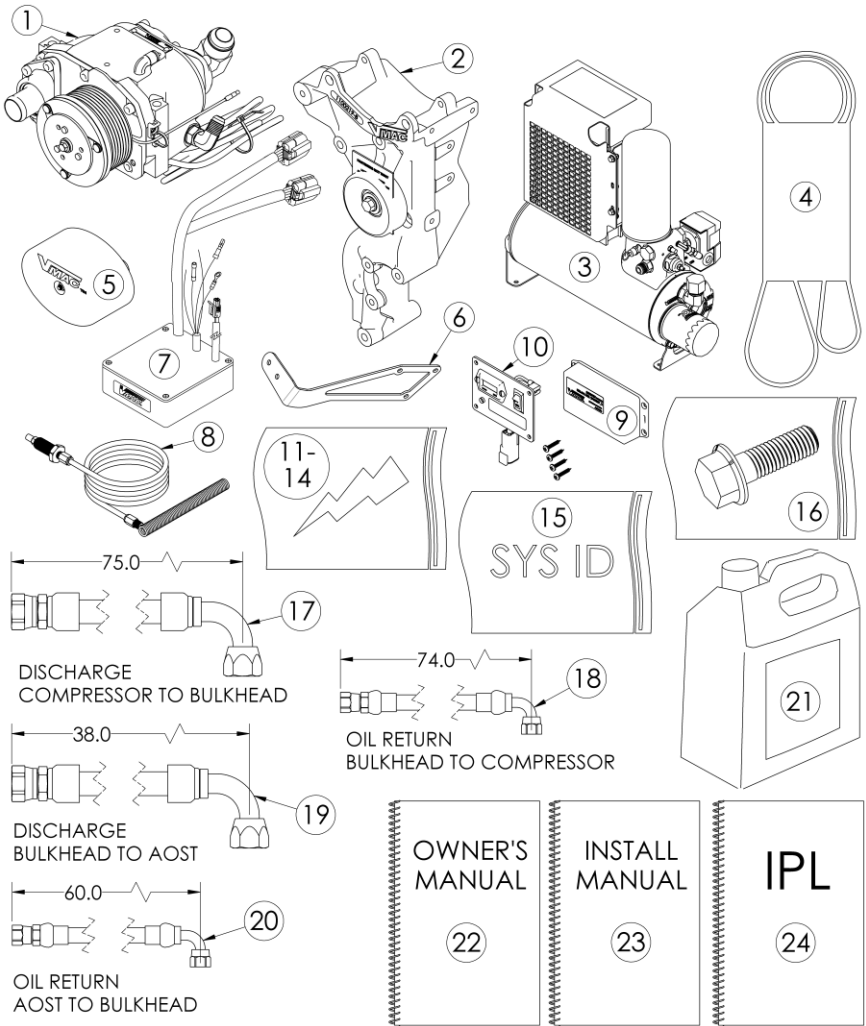 1
2
VMAC
3
4
VMAC
5
6
7
VMAC
8
9
10
11-
14
15
SYS ID
16
75.0
17
DISCHARGE
COMPRESSOR TO BULKHEAD
74.0
18
OIL RETURN
BULKHEAD TO COMPRESSOR
38.0
19
DISCHARGE
BULKHEAD TO AOST
60.0
20
OIL RETURN
AOST TO BULKHEAD
21
OWNER'S
MANUAL
22
INSTALL
MANUAL
23
IPL
24